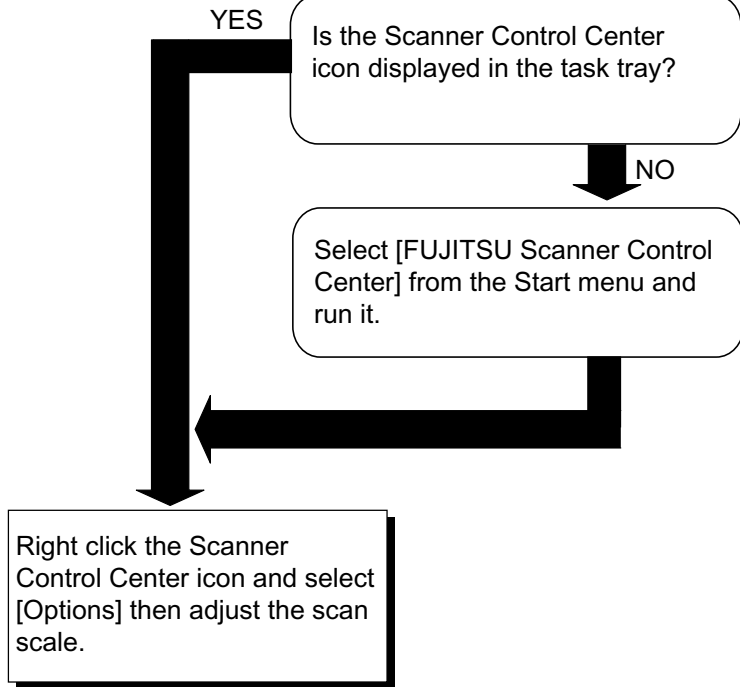 YES
Is the Scanner Control Center
icon displayed in the task tray?
NO
Select [FUJITSU Scanner Control
Center] from the Start menu and
run it.
Right click the Scanner
Control Center icon and select
[Options] then adjust the scan
scale.